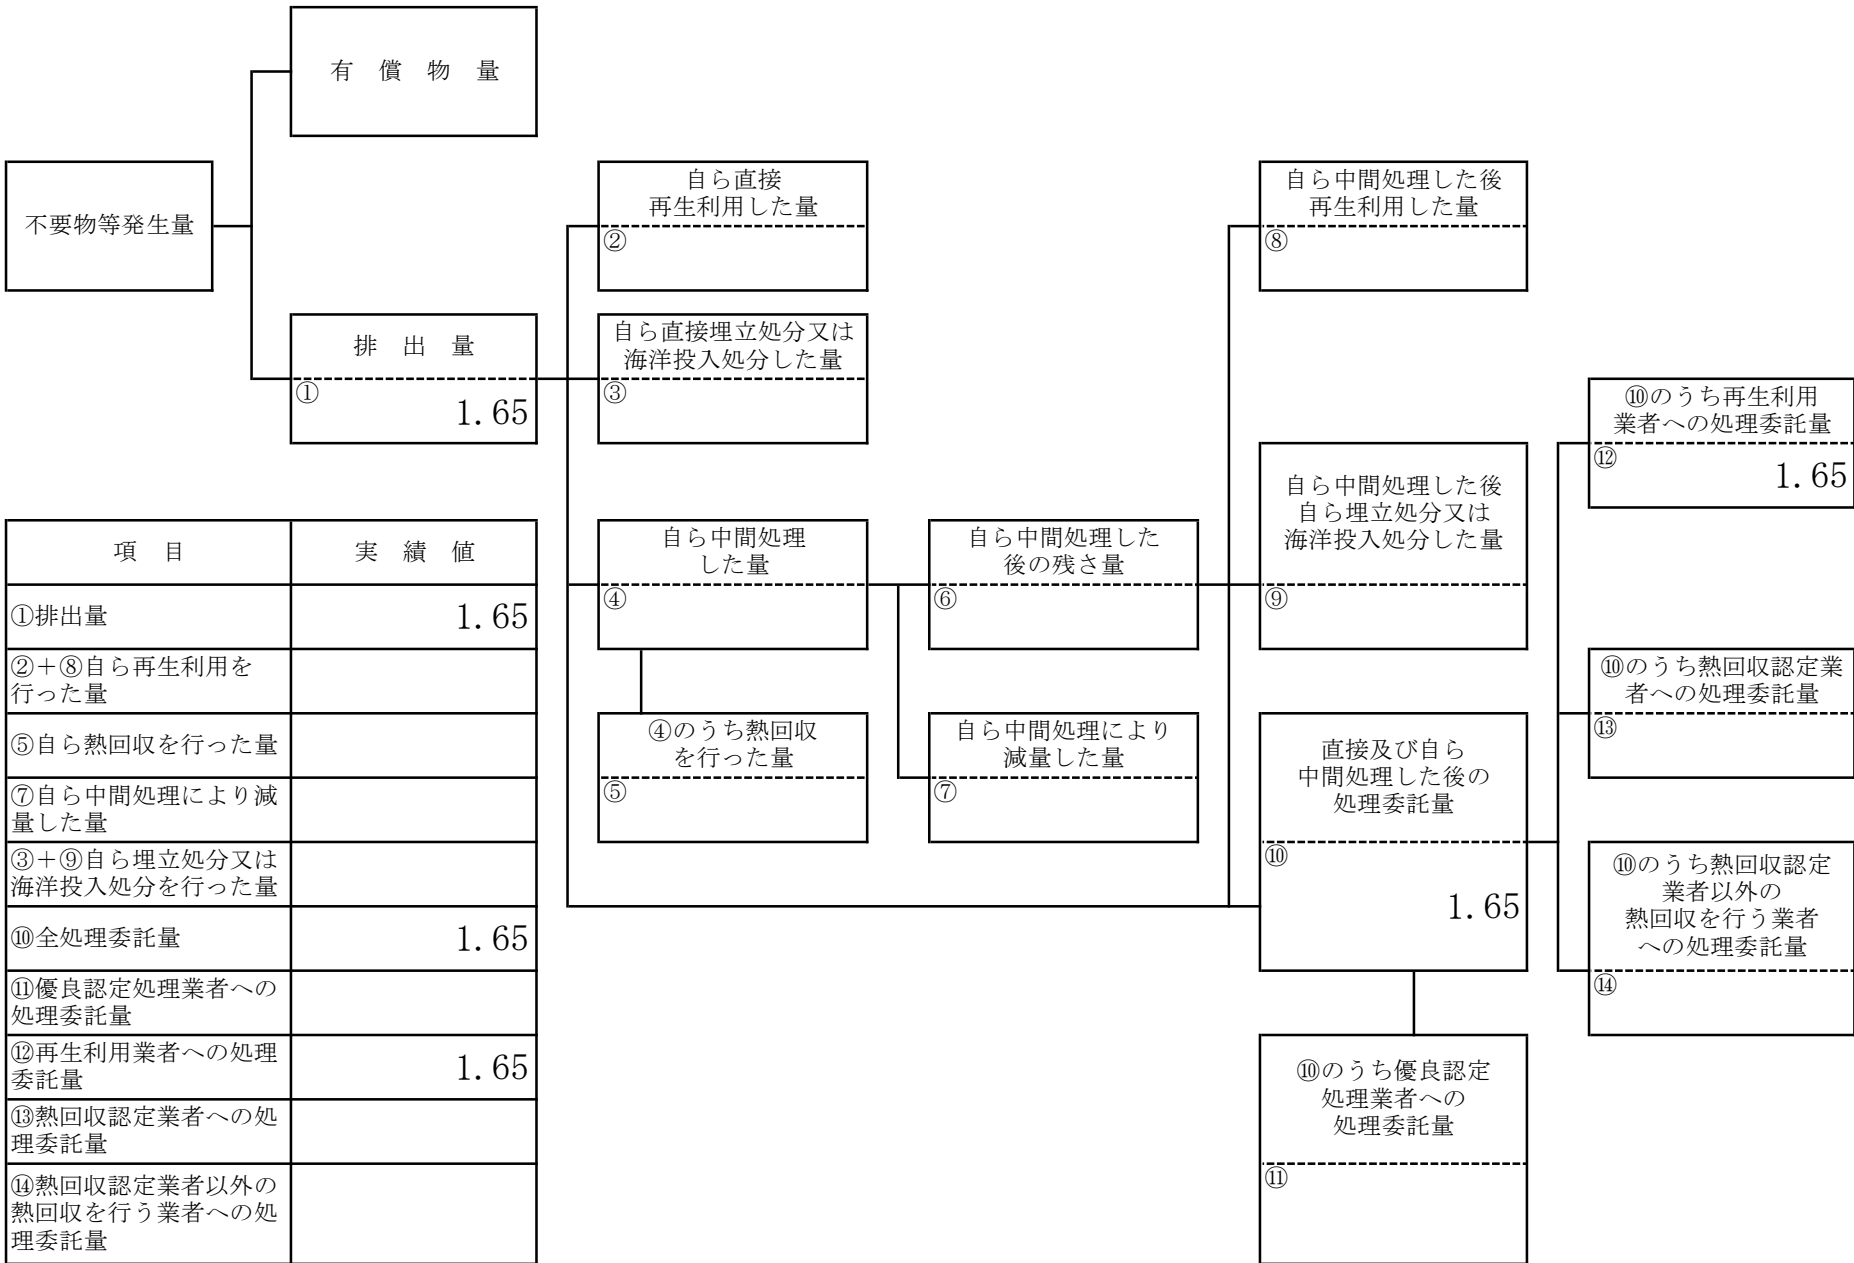 有 償 物 量
不要物等発生量
排 出 量
①
1.65
自ら直接
再生利用した量
②
自ら直接埋立処分又は
海洋投入処分した量
③
自ら中間処理
した量
④
④のうち熱回収
を行った量
⑤
自ら中間処理した
後の残さ量
⑥
自ら中間処理により
減量した量
⑦
自ら中間処理した後
再生利用した量
⑧
自ら中間処理した後
自ら埋立処分又は
海洋投入処分した量
⑨
直接及び自ら
中間処理した後の
処理委託量
⑩
1.65
⑩のうち優良認定
処理業者への
処理委託量
⑪
⑩のうち再生利用
業者への処理委託量
⑫
1.65
⑩のうち熱回収認定業
者への処理委託量
⑬
⑩のうち熱回収認定
業者以外の
熱回収を行う業者
への処理委託量
⑭
項 目 実 績 値
①排出量 1.65
②+⑧自ら再生利用を
行った量
⑤自ら熱回収を行った量
⑦自ら中間処理により減
量した量
③+⑨自ら埋立処分又は
海洋投入処分を行った量
⑩全処理委託量 1.65
⑪優良認定処理業者への
処理委託量
⑫再生利用業者への処理
委託量 1.65
⑬熱回収認定業者への処
理委託量
⑭熱回収認定業者以外の
熱回収を行う業者への処
理委託量